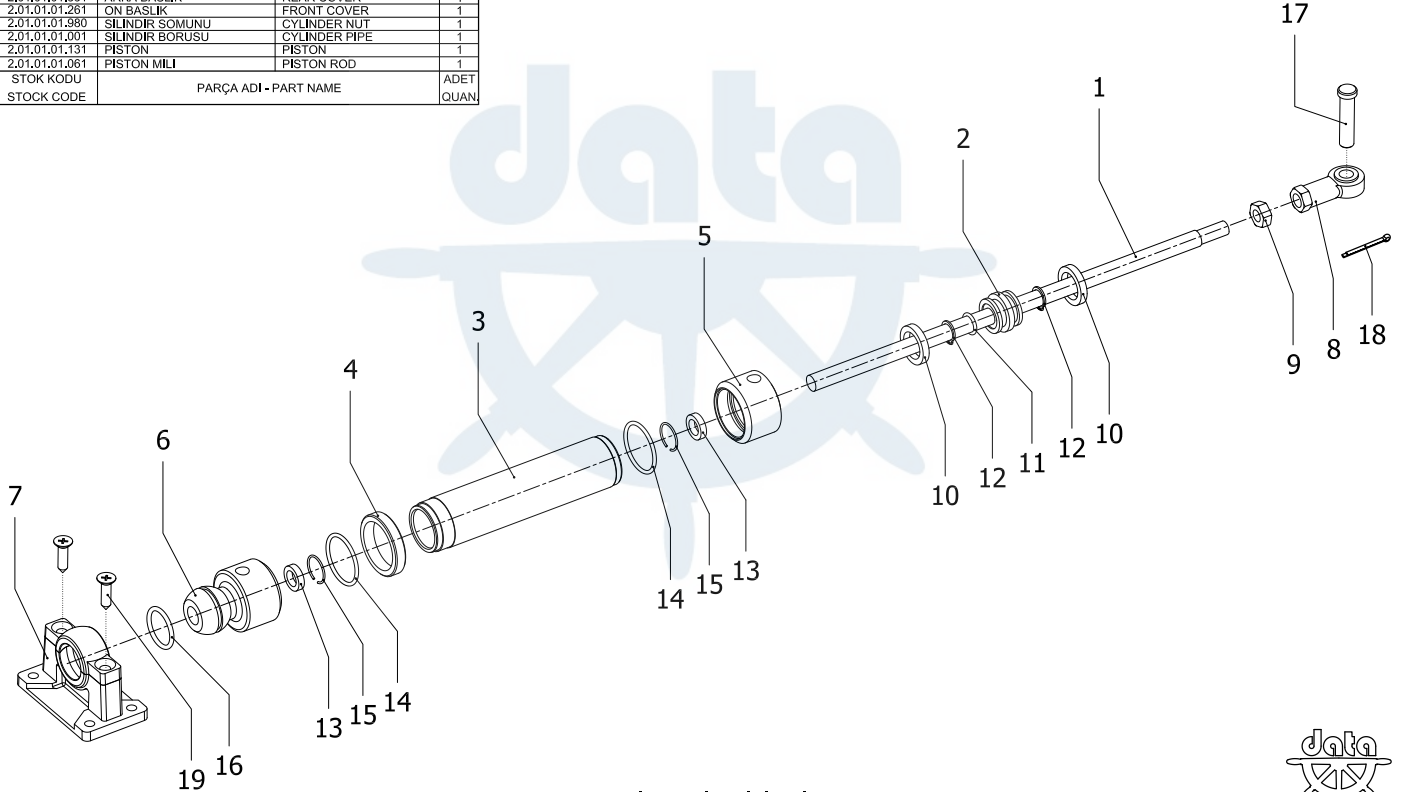 2.01.01.01.261 ON BASLIK FRONT COVER 1
2.01.01.01.980 SILINDIR SOMUNU CYLINDER NUT 1
2.01.01.01.001 SILINDIR BORUSU CYLINDER PIPE 1
2.01.01.01.131 PISTON PISTON 1
2.01.01.01.061 PISTON MILI PISTON ROD 1
STOK KODU PARÇA ADI - PART NAME ADET
STOCK CODE QUAN.
data
17
1
2
5
3
18
8
9
4
10
12
11
12
10
6
7
13
15
14
14
15
13
16
19
data